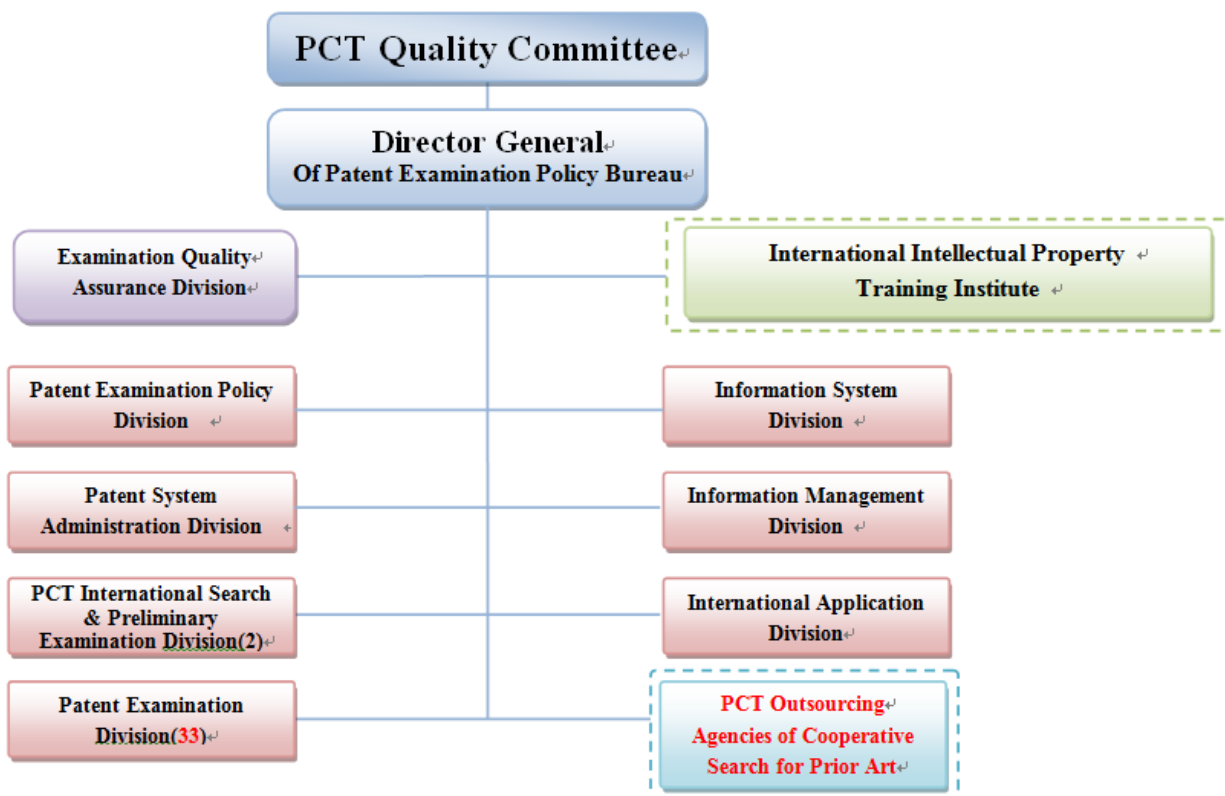 PCT Quality Committee
Director General
Of Patent Examination Policy Bureau
Examination Quality
Assurance Division
International Intellectual Property
Training Institute
Patent Examination Policy
Division
Information System
Division
Patent System
Administration Division
Information Management
Division
PCT International Search
& Preliminary
Examination Division(2)
International Application
Division
Patent Examination
Division(33)
PCT Outsourcing
Agencies of Cooperative
Search for Prior Art